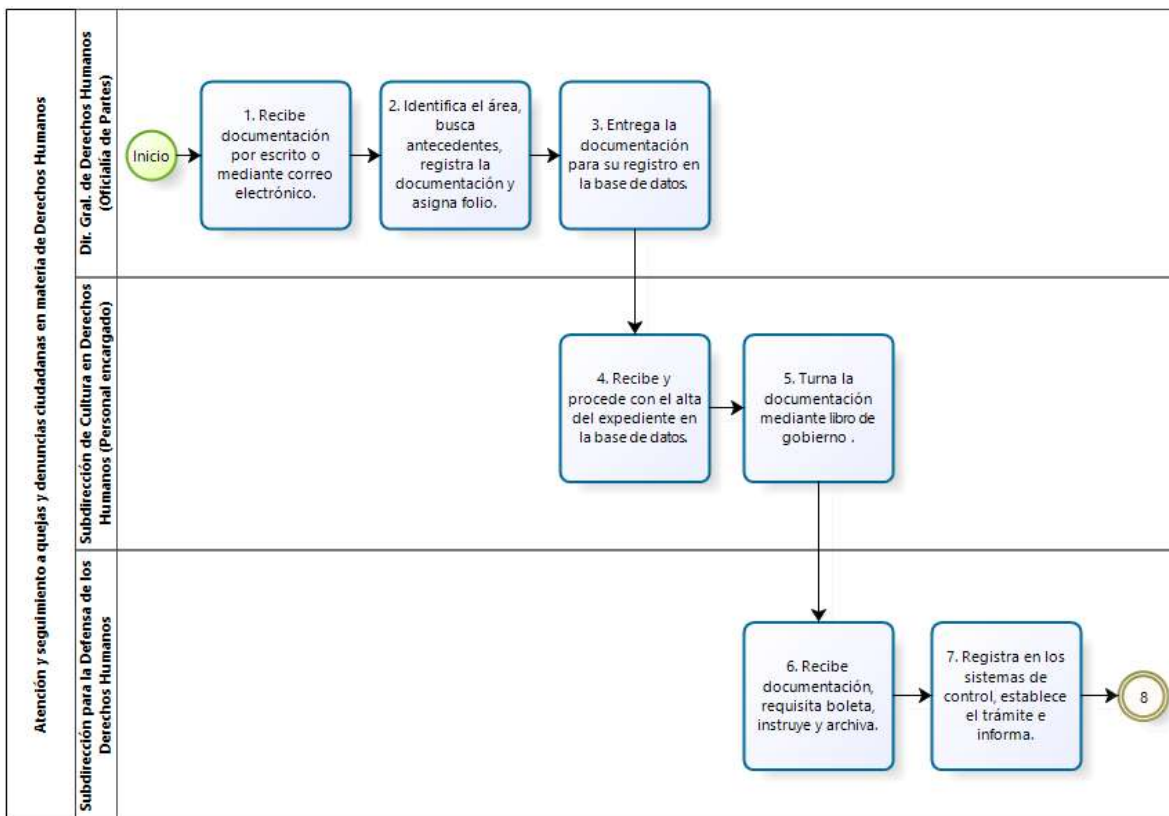 Atención y seguimiento a quejas y denuncias ciudadanas en materia de Derechos Humanos
Dir. Gral. de Derechos Humanos
(Oficialía de Partes)
Inicio
1. Recibe
documentación
por escrito o
mediante correo
electrónico.
2. Identifica el área,
busca
antecedentes,
registra la
documentación y
asigna folio.
3. Entrega la
documentación
para su registro en
la base de datos.
Subdirección de Cultura en Derechos
Humanos (Personal encargado)
4. Recibe y
procede con el alta
del expediente en
la base de datos.
5. Turna la
documentación
mediante libro de
gobierno .
Subdirección para la Defensa de los
Derechos Humanos
6. Recibe
documentación,
requisita boleta,
instruye y archiva.
7. Registra en los
sistemas de
control, establece
el trámite e
informa.
8